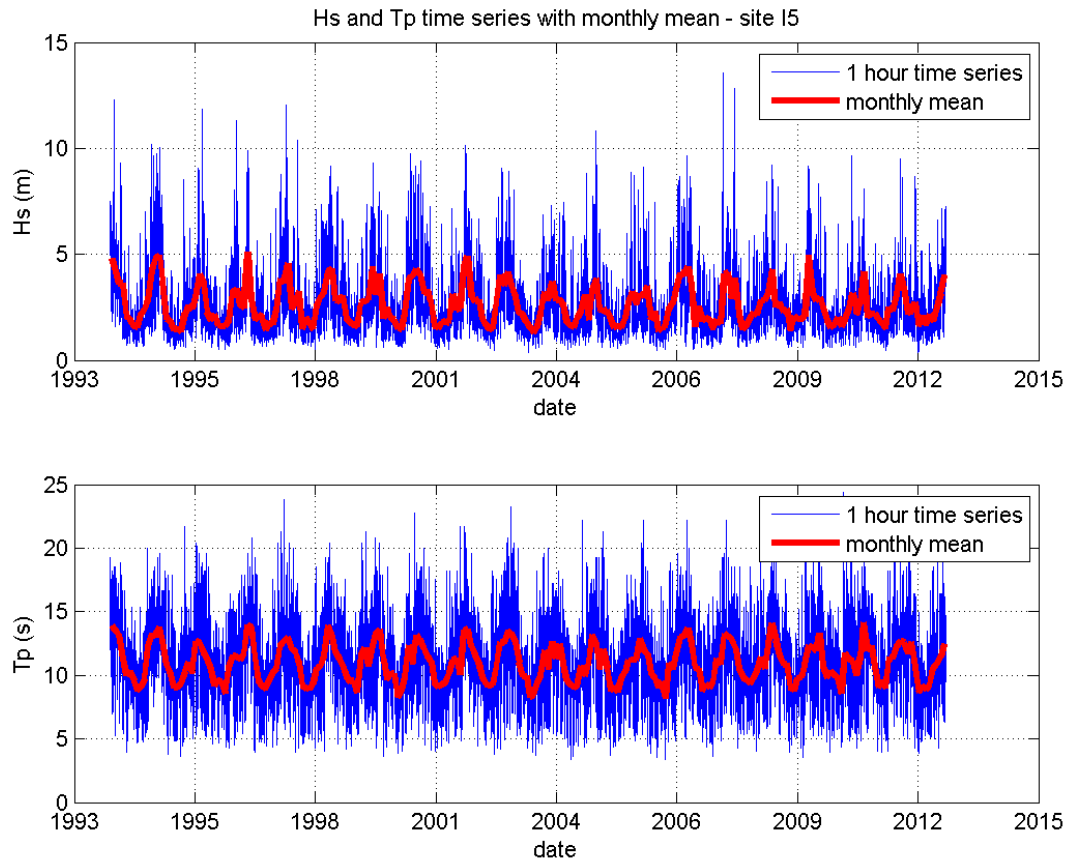 Hs and Tp time series with monthly mean - site I5
15
10
5
0
Hs (m)
1 hour time series
monthly mean
1993 1995 1998 2001 2004 2006 2009 2012 2015
date
25
20
15
10
5
0
Tp (s)
1 hour time series
monthly mean
1993 1995 1998 2001 2004 2006 2009 2012 2015
date